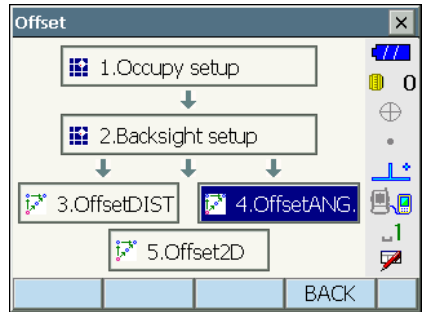 Offset
1.Occupy setup
0
2.Backsight setup
3.OffsetDIST
4.OffsetANG.
1
5.Offset2D
BACK